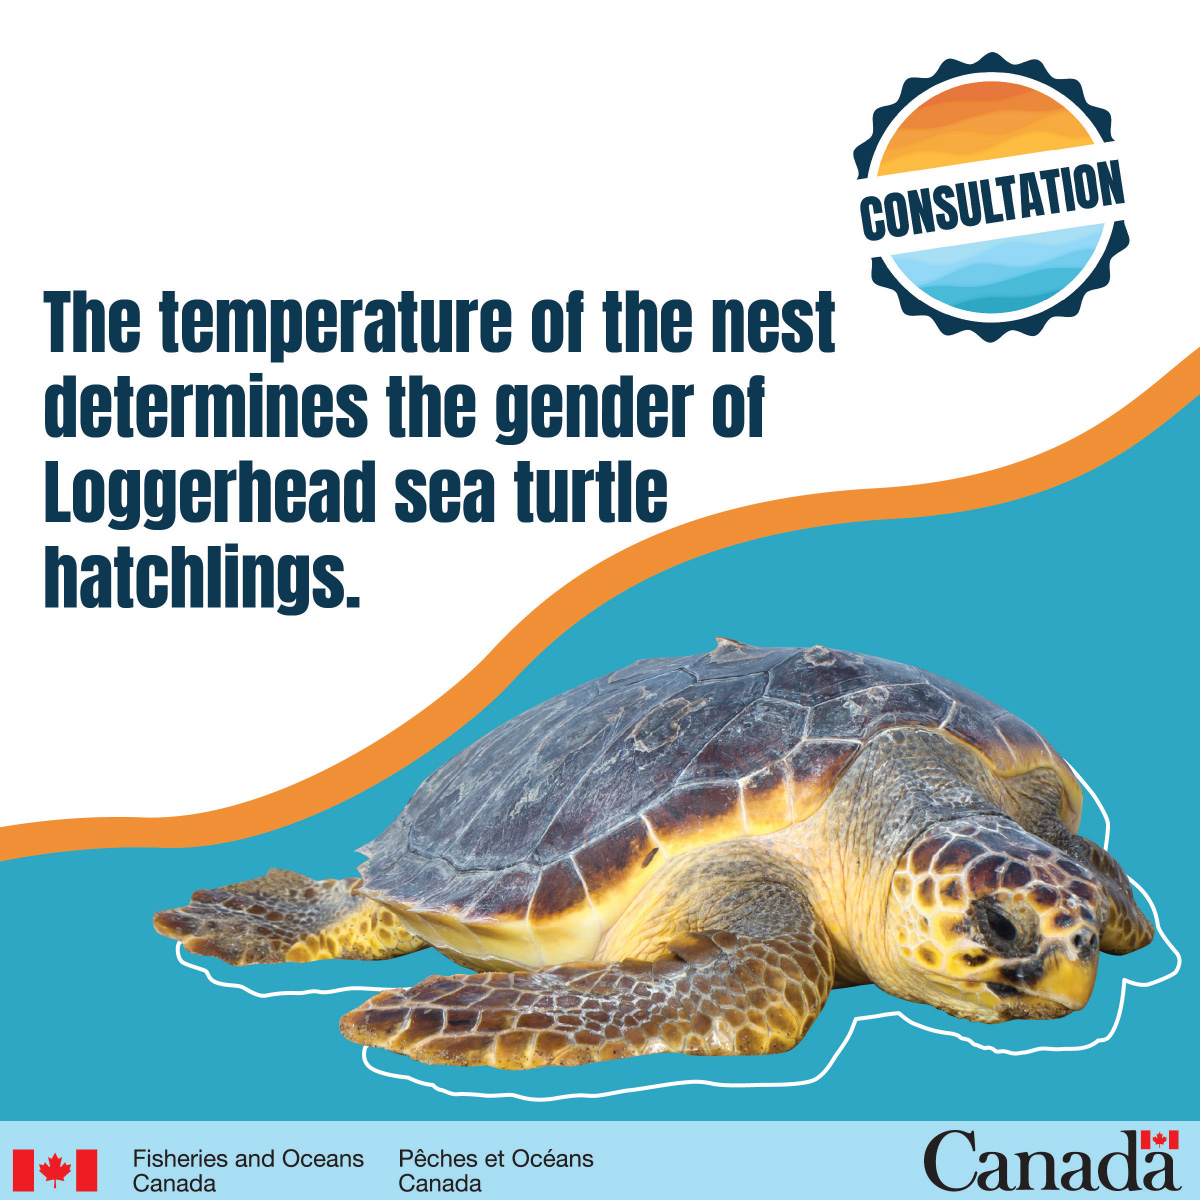 CONSULTATION
The temperature of the nest
determines the gender of
Loggerhead sea turtle
hatchlings.
Fisheries and Oceans
Canada
Pêches et Océans
Canada
Canada